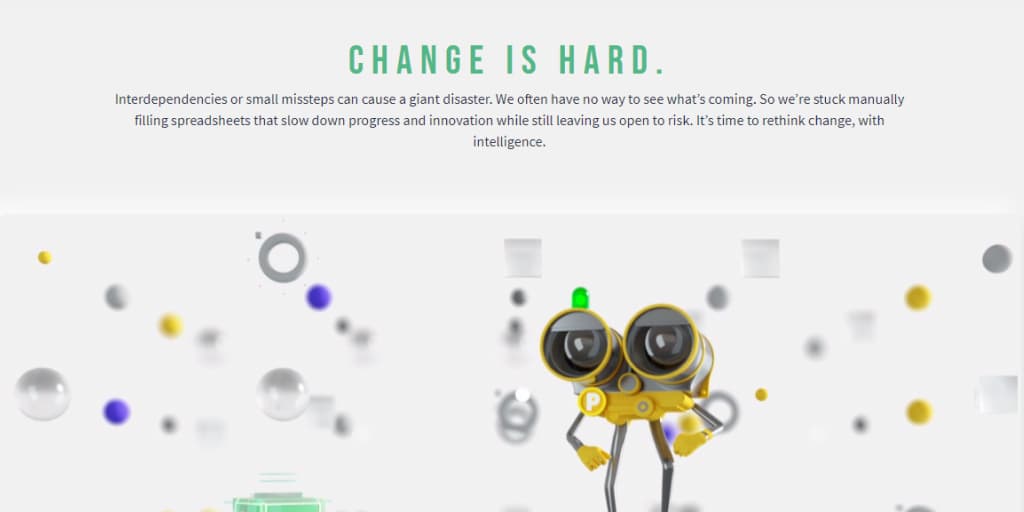 CHANGE IS HARD.
Interdependencies or small missteps can cause a giant disaster. We often have no way to see what’s coming. So we’re stuck manually
filling spreadsheets that slow down progress and innovation while still leaving us open to risk. It’s time to rethink change, with
intelligence.
P